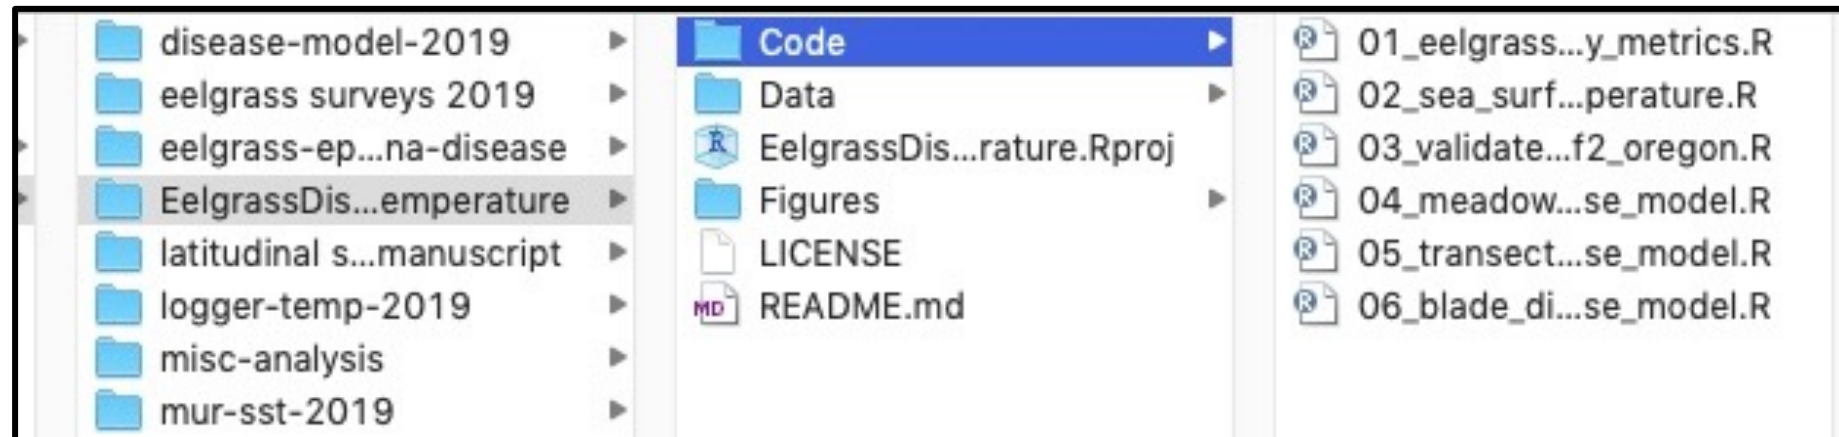 disease-model-2019
eelgrass surveys 2019
eelgrass-ep...na-disease
EelgrassDis...emperature
latitudinal s...manuscript
logger-temp-2019
misc-analysis
mur-sst-2019
Code
Data
EelgrassDis...rature.Rproj
Figures
LICENSE
README.md
01_eelgrass...y_metrics.R
02_sea_surf...perature.R
03_validate...f2_oregon.R
04_meadow...se_model.R
05_transect...se_model.R
06_blade_di...se_model.R